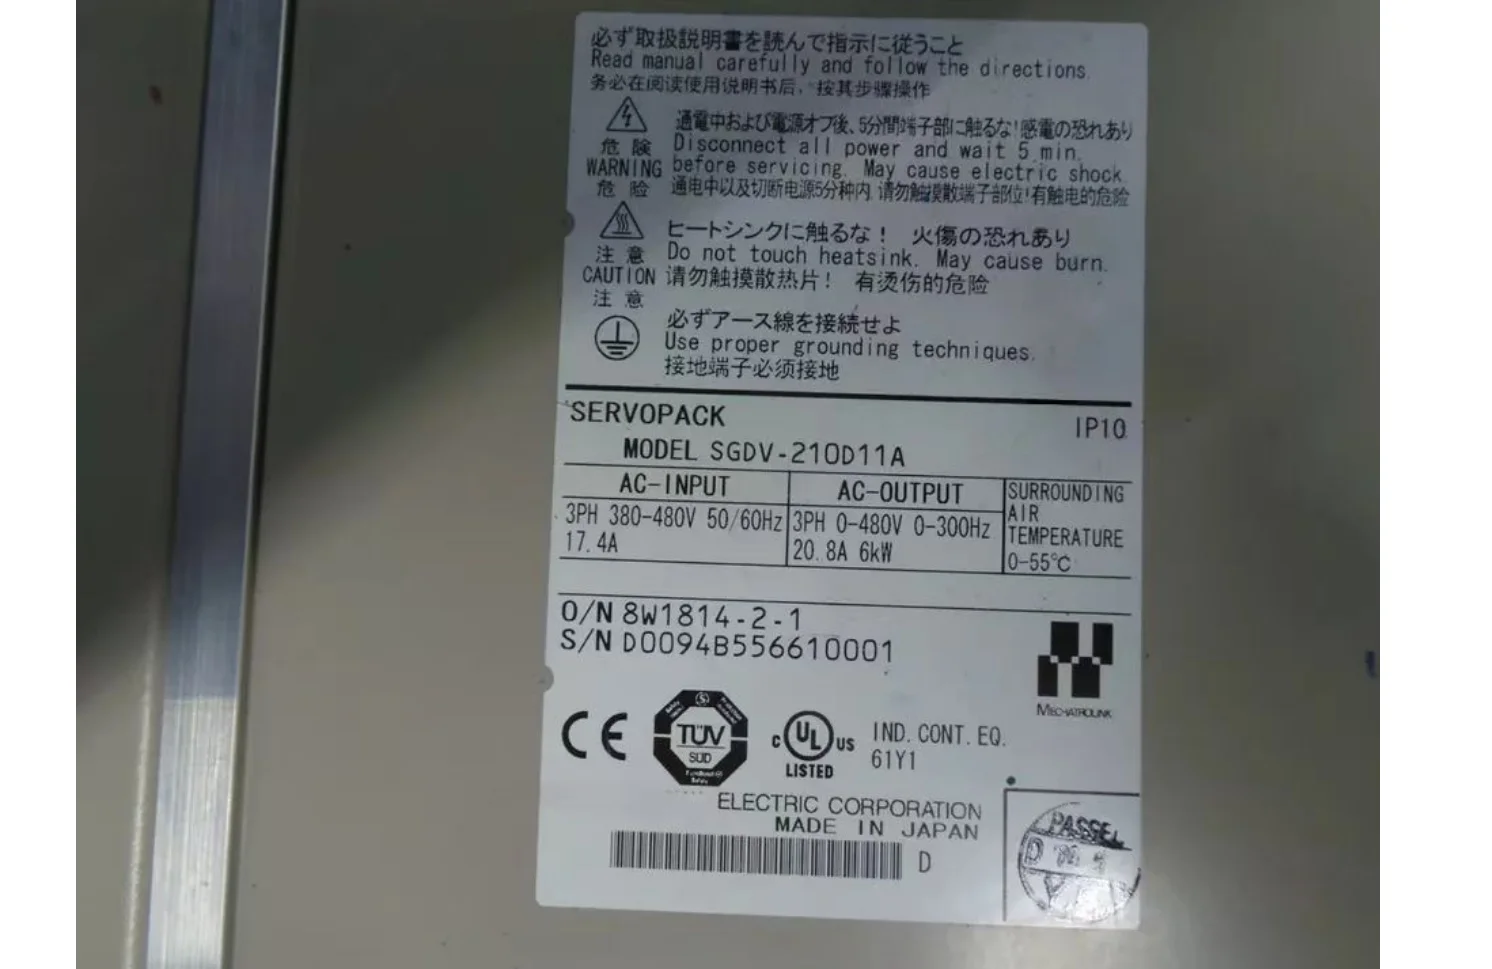 必ず取扱説明書を読んで指示に従うこと
Read manual carefully and follow the directions.
务必在阅读使用说明书后，按其步骤操作
危険
WARNING
危险
通電中および電源オフ後、5分間端子部に触るな！感電の恐れあり
Disconnect all power and wait 5 min.
before servicing. May cause electric shock.
通电中以及切断电源5分种内，请勿触摸散端子部位！有触电的危险
注意
CAUTION
注意
ヒートシンクに触るな！ 火傷の恐れあり
Do not touch heatsink. May cause burn.
请勿触摸散热片！ 有烫伤的危险
必ずアース線を接続せよ
Use proper grounding techniques.
接地端子必须接地
SERVOPACK
IP10
MODEL SGDV-210D11A
AC-INPUT
3PH 380-480V 50/60Hz
17.4A
AC-OUTPUT
3PH 0-480V 0-300Hz
20.8A 6kW
SURROUNDING
AIR
TEMPERATURE
0-55℃
O/N 8W1814-2-1
S/N D0094B556610001
MECHATROLINK
CE
TÜV
SÜD
C UL US
LISTED
IND. CONT. EQ.
61Y1
ELECTRIC CORPORATION
MADE IN JAPAN
D
PASSED
D